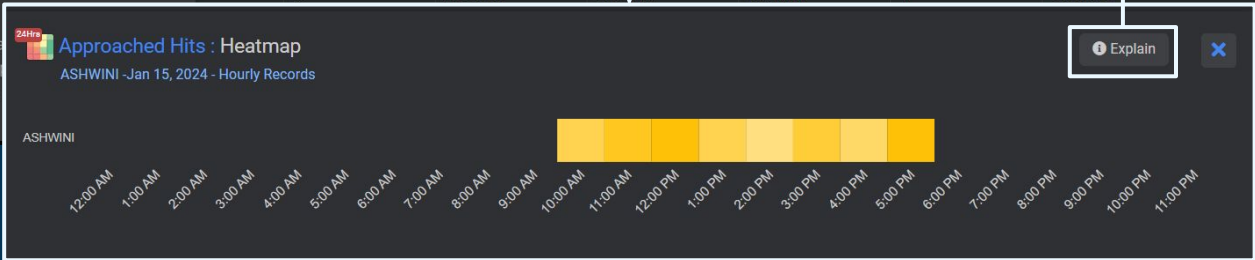 24Hrs
Approached Hits : Heatmap
Explain
ASHWINI -Jan 15, 2024 - Hourly Records
ASHWINI
12:00 AM 1:00 AM 2:00 AM 3:00 AM 4:00 AM 5:00 AM 6:00 AM 7:00 AM 8:00 AM 9:00 AM 10:00 AM 11:00 AM 12:00 PM 1:00 PM 2:00 PM 3:00 PM 4:00 PM 5:00 PM 6:00 PM 7:00 PM 8:00 PM 9:00 PM 10:00 PM 11:00 PM